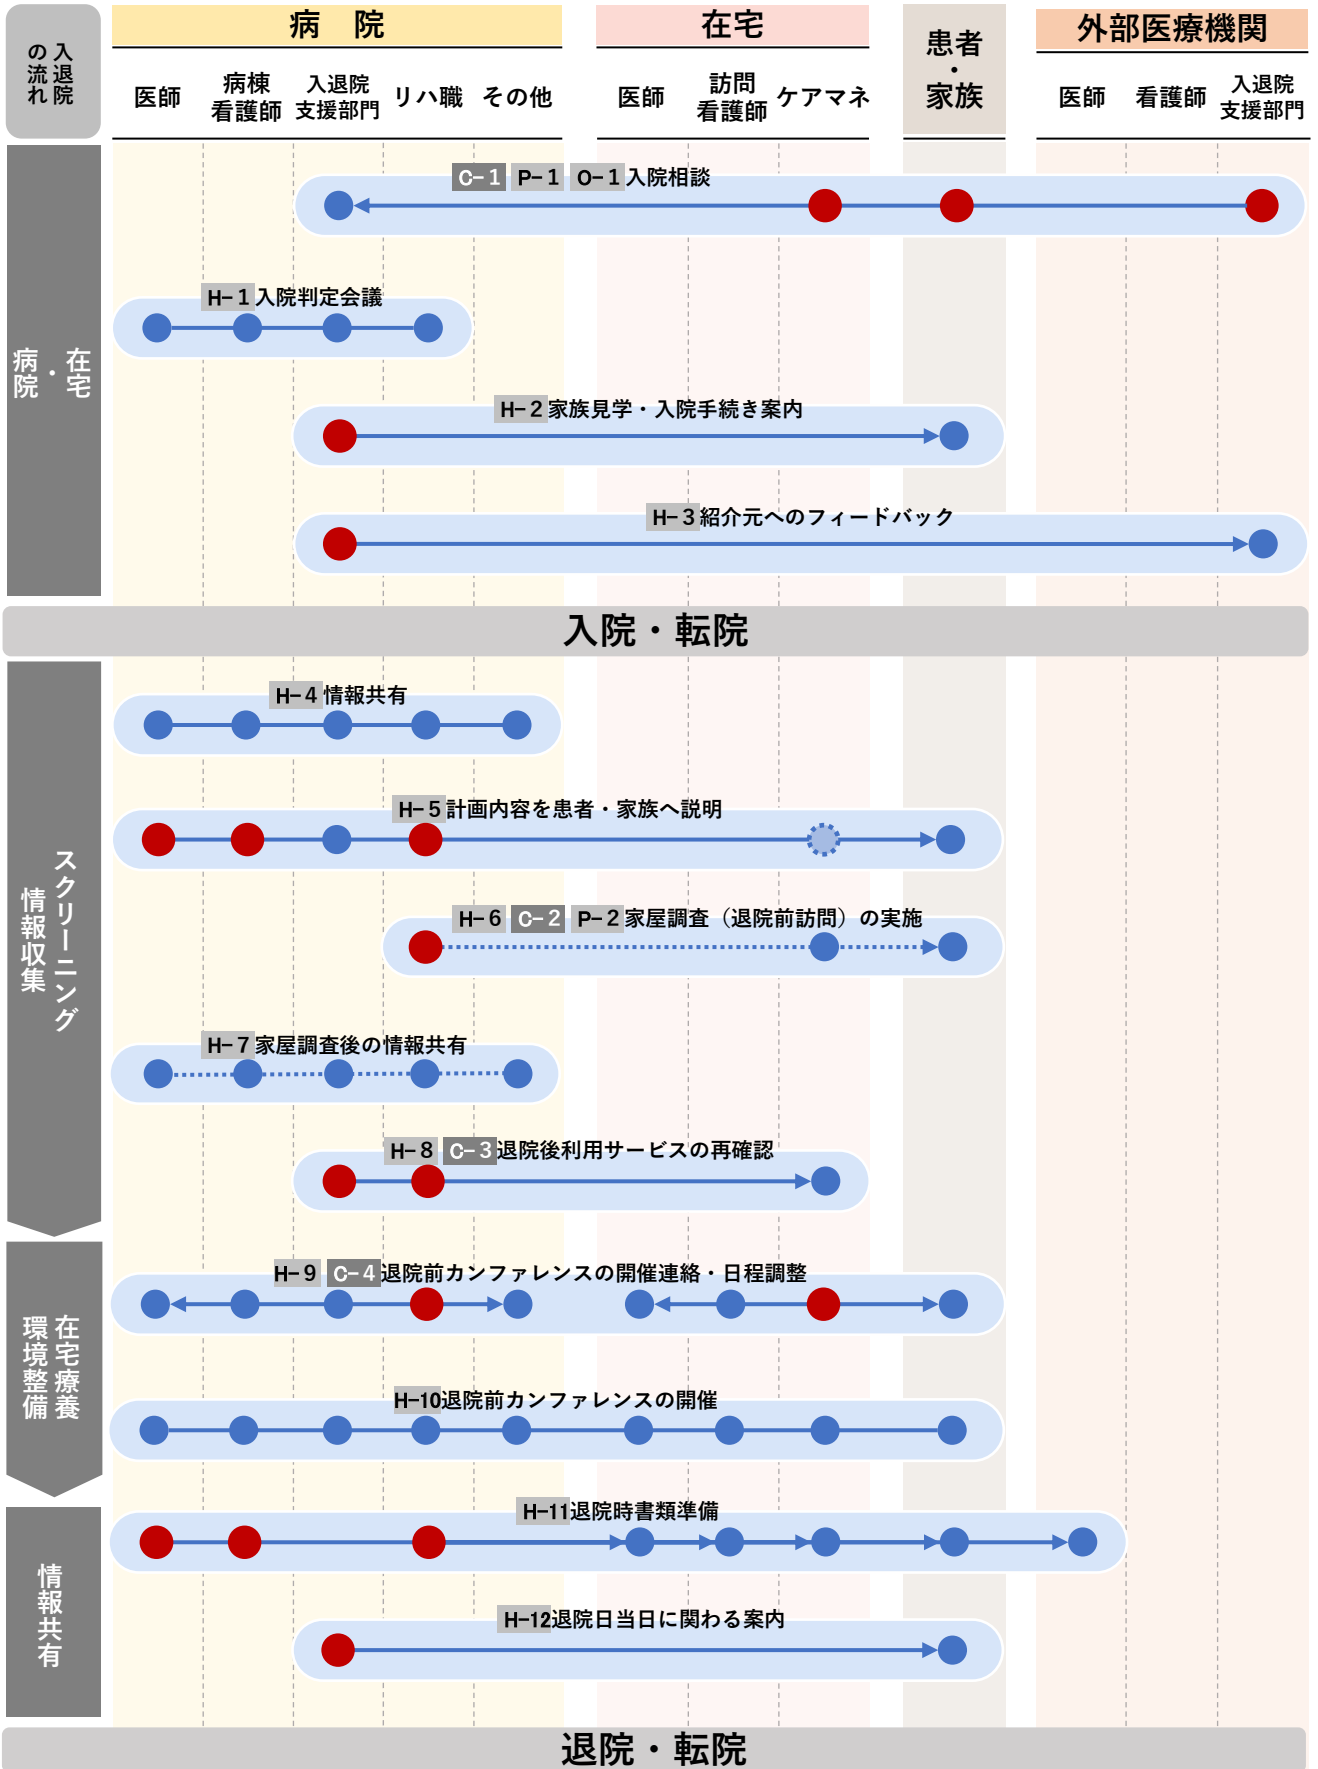 入退院
の流れ
病　院
在宅
患者
・
家族
外部医療機関
医師
病棟
看護師
入退院
支援部門
リハ職
その他
医師
訪問
看護師
ケアマネ
医師
看護師
入退院
支援部門
在宅
・
病院
C-1 P-1 O-1 入院相談
H-1 入院判定会議
H-2 家族見学・入院手続き案内
H-3 紹介元へのフィードバック
入院・転院
スクリーニング
情報収集
H-4 情報共有
H-5 計画内容を患者・家族へ説明
H-6 C-2 P-2 家屋調査（退院前訪問）の実施
H-7 家屋調査後の情報共有
H-8 C-3 退院後利用サービスの再確認
在宅療養
環境整備
H-9 C-4 退院前カンファレンスの開催連絡・日程調整
H-10 退院前カンファレンスの開催
情報共有
H-11 退院時書類準備
H-12 退院日当日に関わる案内
退院・転院